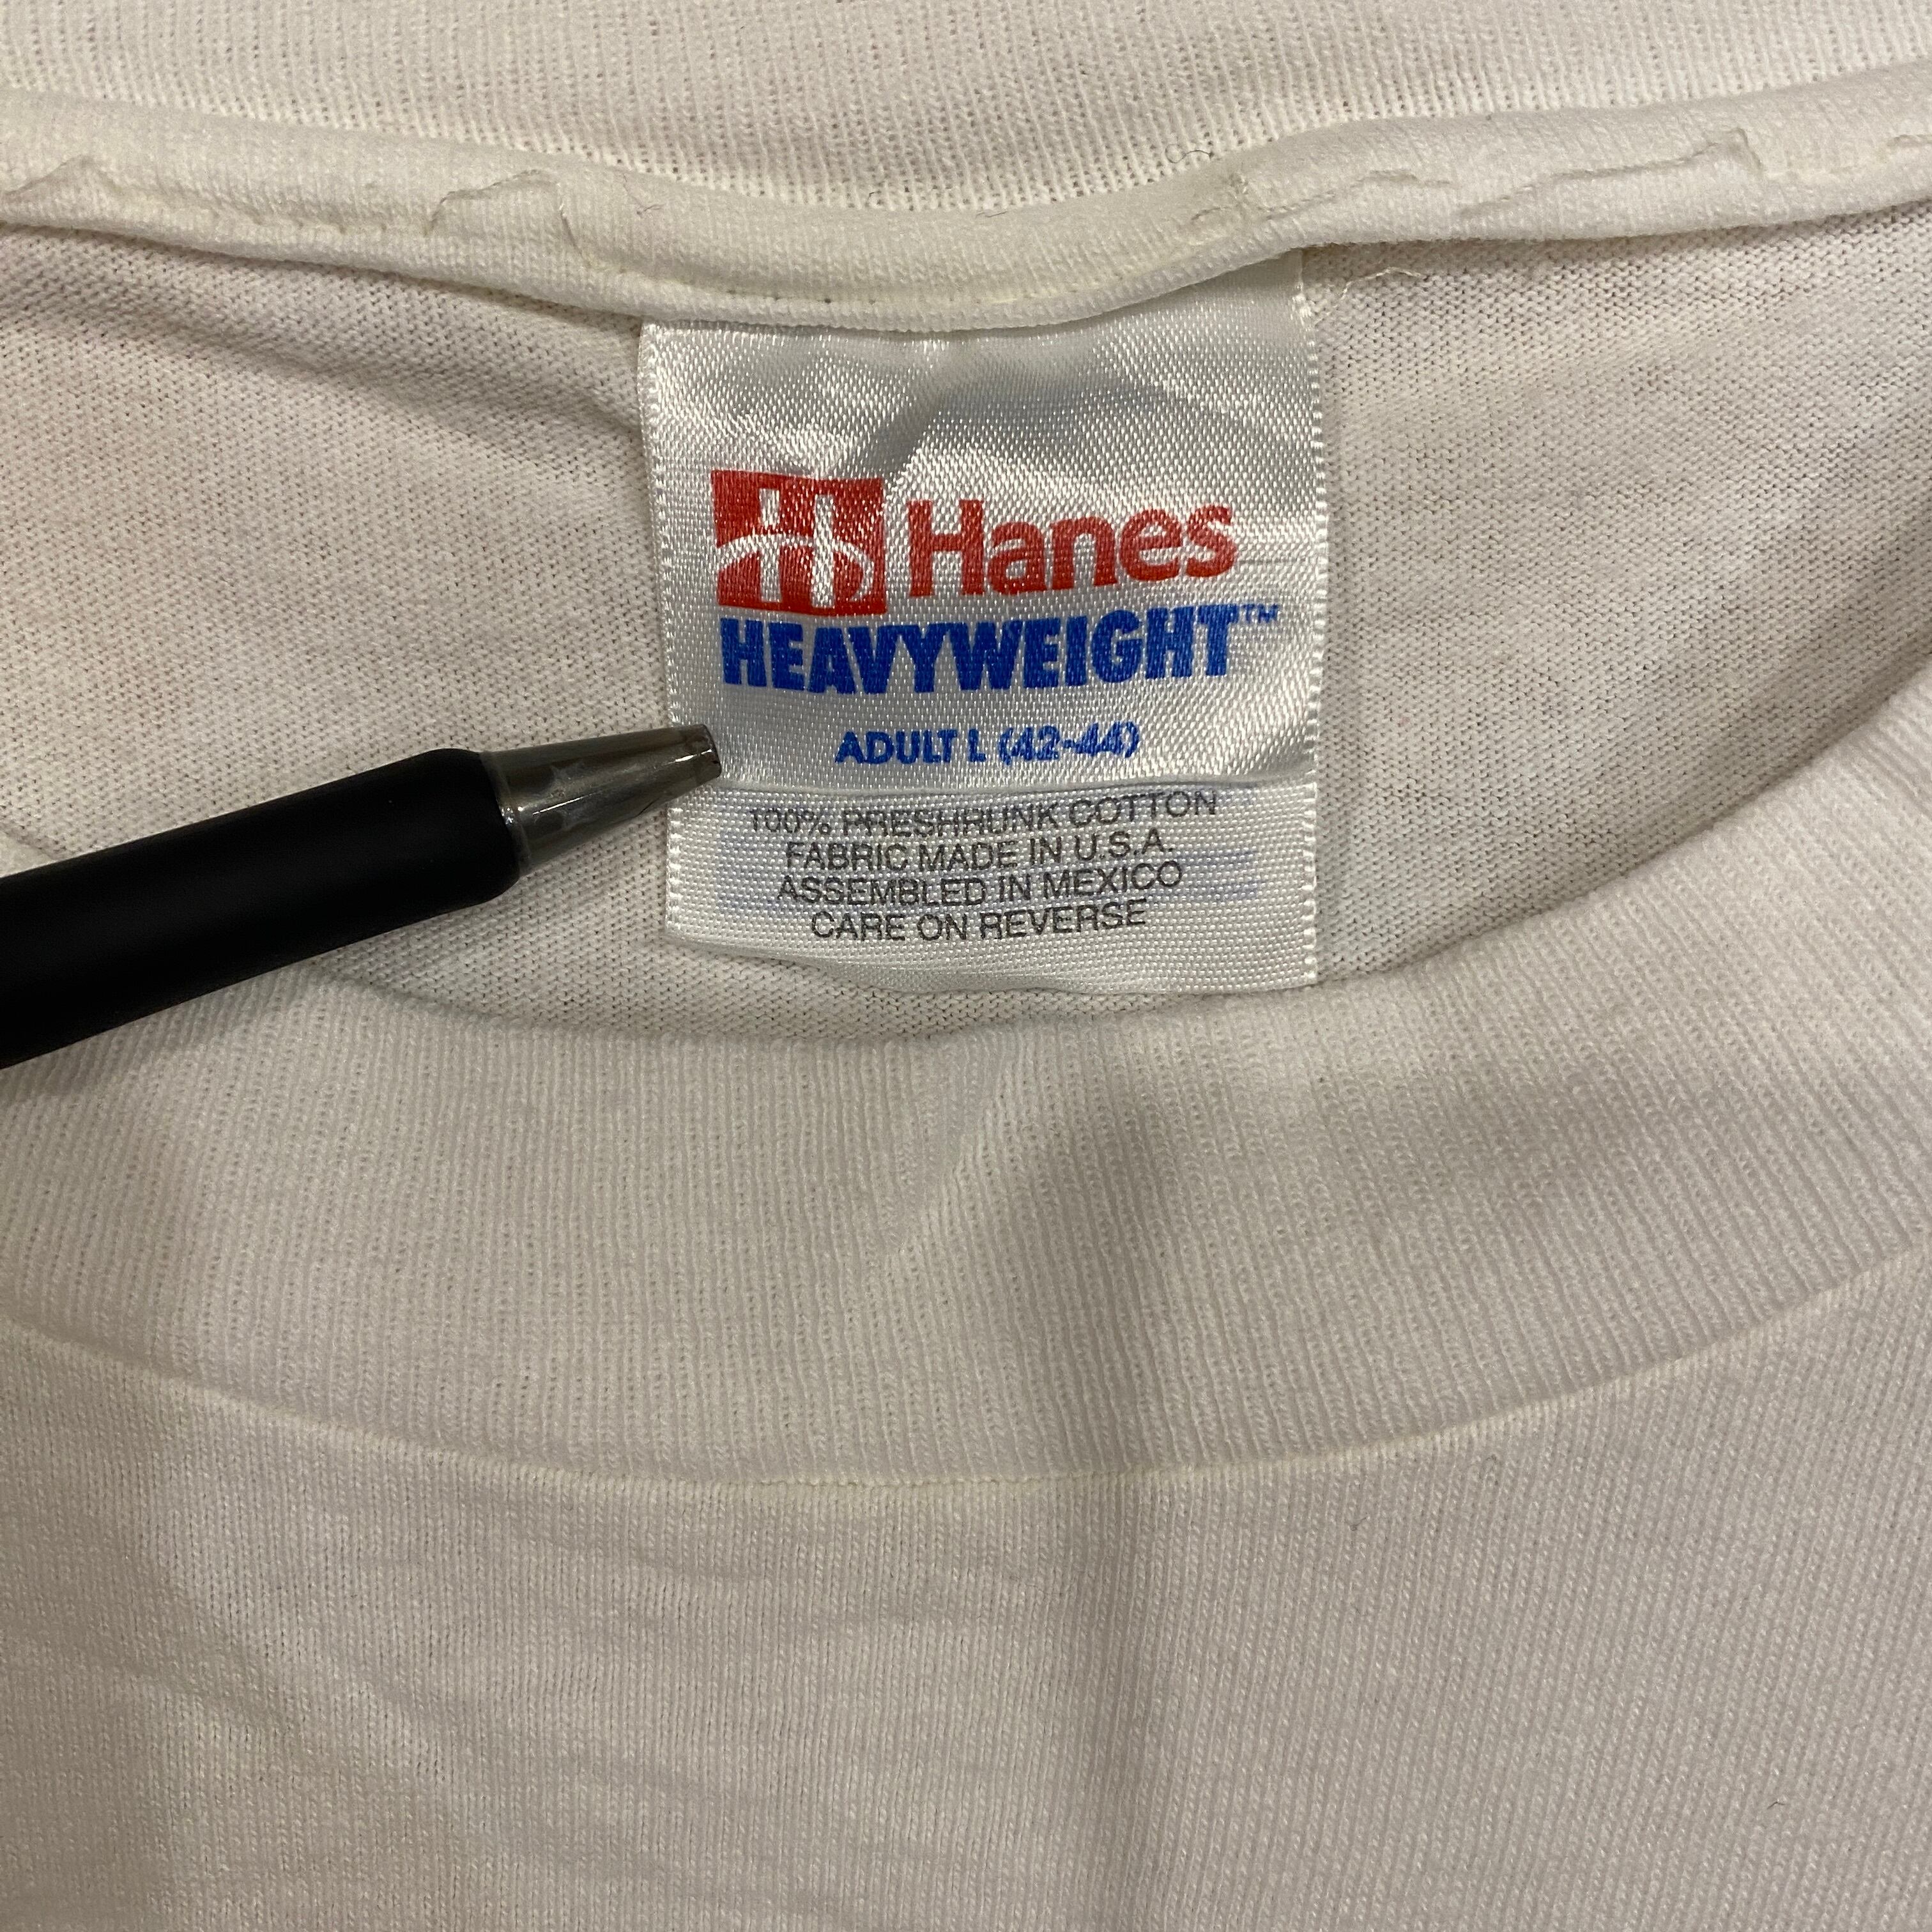 Hanes
HEAVYWEIGHT™
ADULT L (42-44)
100% PRESHRUNK COTTON
FABRIC MADE IN U.S.A.
ASSEMBLED IN MEXICO
CARE ON REVERSE